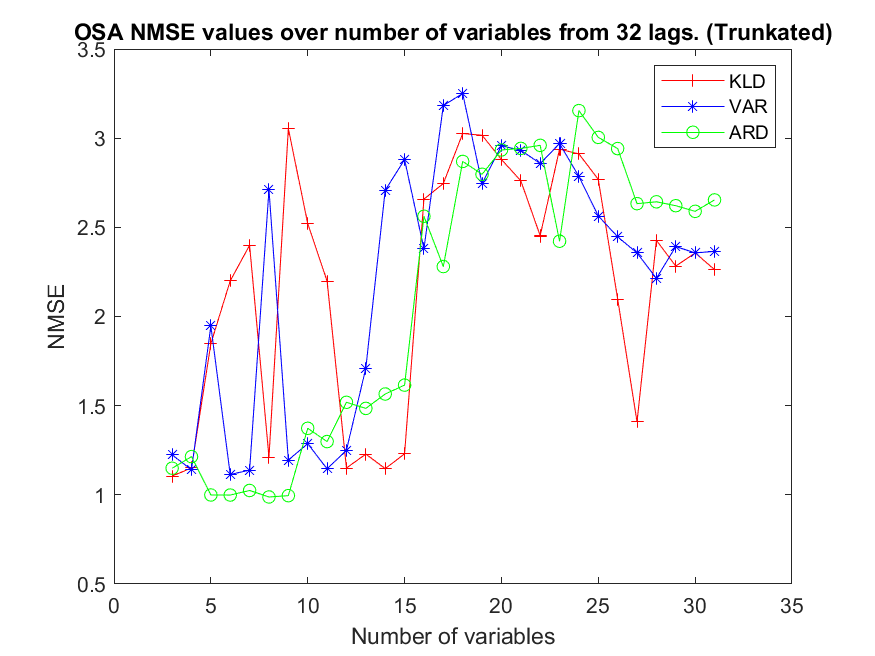 OSA NMSE values over number of variables from 32 lags. (Trunkated)
3.5
3
2.5
2
1.5
1
0.5
NMSE
KLD
VAR
ARD
0 5 10 15 20 25 30 35
Number of variables